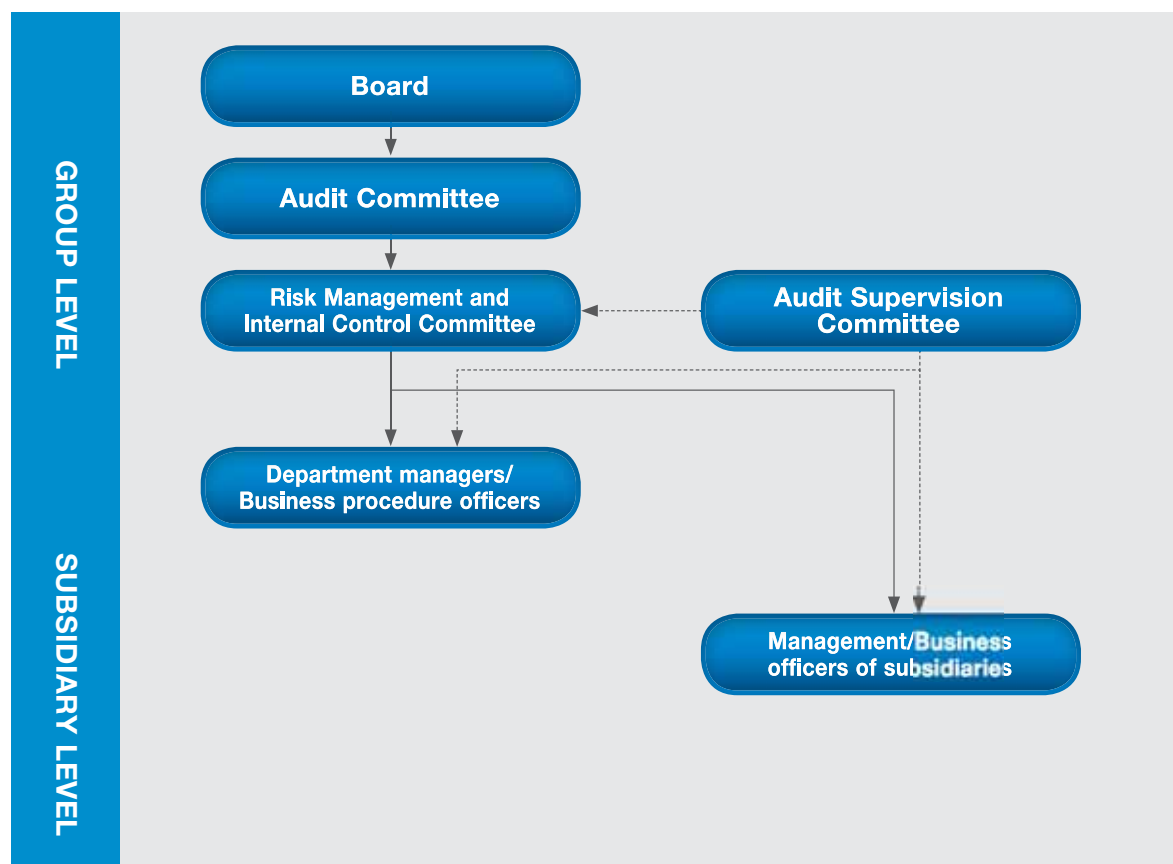 GROUP LEVEL
Board
Audit Committee
Risk Management and
Internal Control Committee
Audit Supervision
Committee
Department managers/
Business procedure officers
SUBSIDIARY LEVEL
Management/Business
officers of subsidiaries